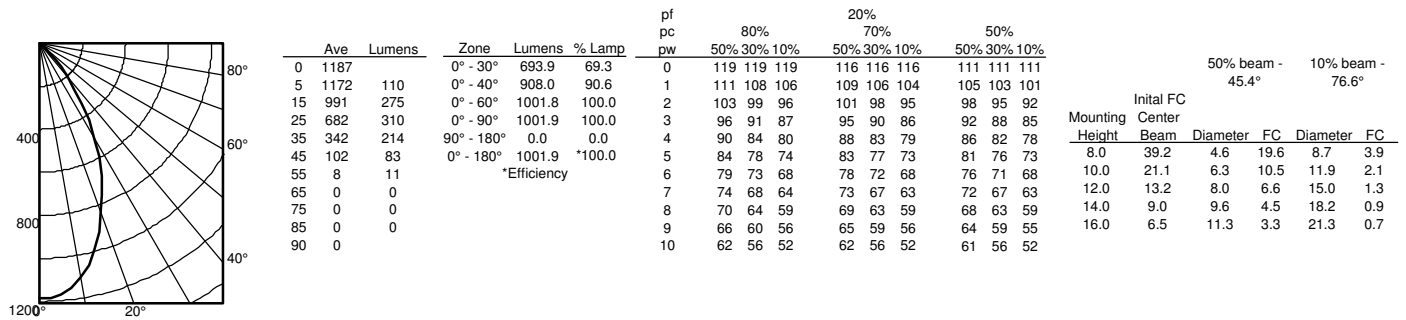 80°
60°
40°
400
800
1200
0°
20°
Ave Lumens
0 1187
5 1172 110
15 991 275
25 682 310
35 342 214
45 102 83
55 8 11
65 0 0
75 0 0
85 0 0
90 0
Zone Lumens % Lamp
0° - 30° 693.9 69.3
0° - 40° 908.0 90.6
0° - 60° 1001.8 100.0
0° - 90° 1001.9 100.0
90° - 180° 0.0 0.0
0° - 180° 1001.9 *100.0
*Efficiency
pf 20%
pc 80% 70% 50%
pw 50% 30% 10% 50% 30% 10% 50% 30% 10%
0 119 119 119 116 116 116 111 111 111
1 111 108 106 109 106 104 105 103 101
2 103 99 96 101 98 95 98 95 92
3 96 91 87 95 90 86 92 88 85
4 90 84 80 88 83 79 86 82 78
5 84 78 74 83 77 73 81 76 73
6 79 73 68 78 72 68 76 71 68
7 74 68 64 73 67 63 72 67 63
8 70 64 59 69 63 59 68 63 59
9 66 60 56 65 59 56 64 59 55
10 62 56 52 62 56 52 61 56 52
50% beam - 10% beam -
45.4° 76.6°
Inital FC
Mounting Center
Height Beam Diameter FC Diameter FC
8.0 39.2 4.6 19.6 8.7 3.9
10.0 21.1 6.3 10.5 11.9 2.1
12.0 13.2 8.0 6.6 15.0 1.3
14.0 9.0 9.6 4.5 18.2 0.9
16.0 6.5 11.3 3.3 21.3 0.7